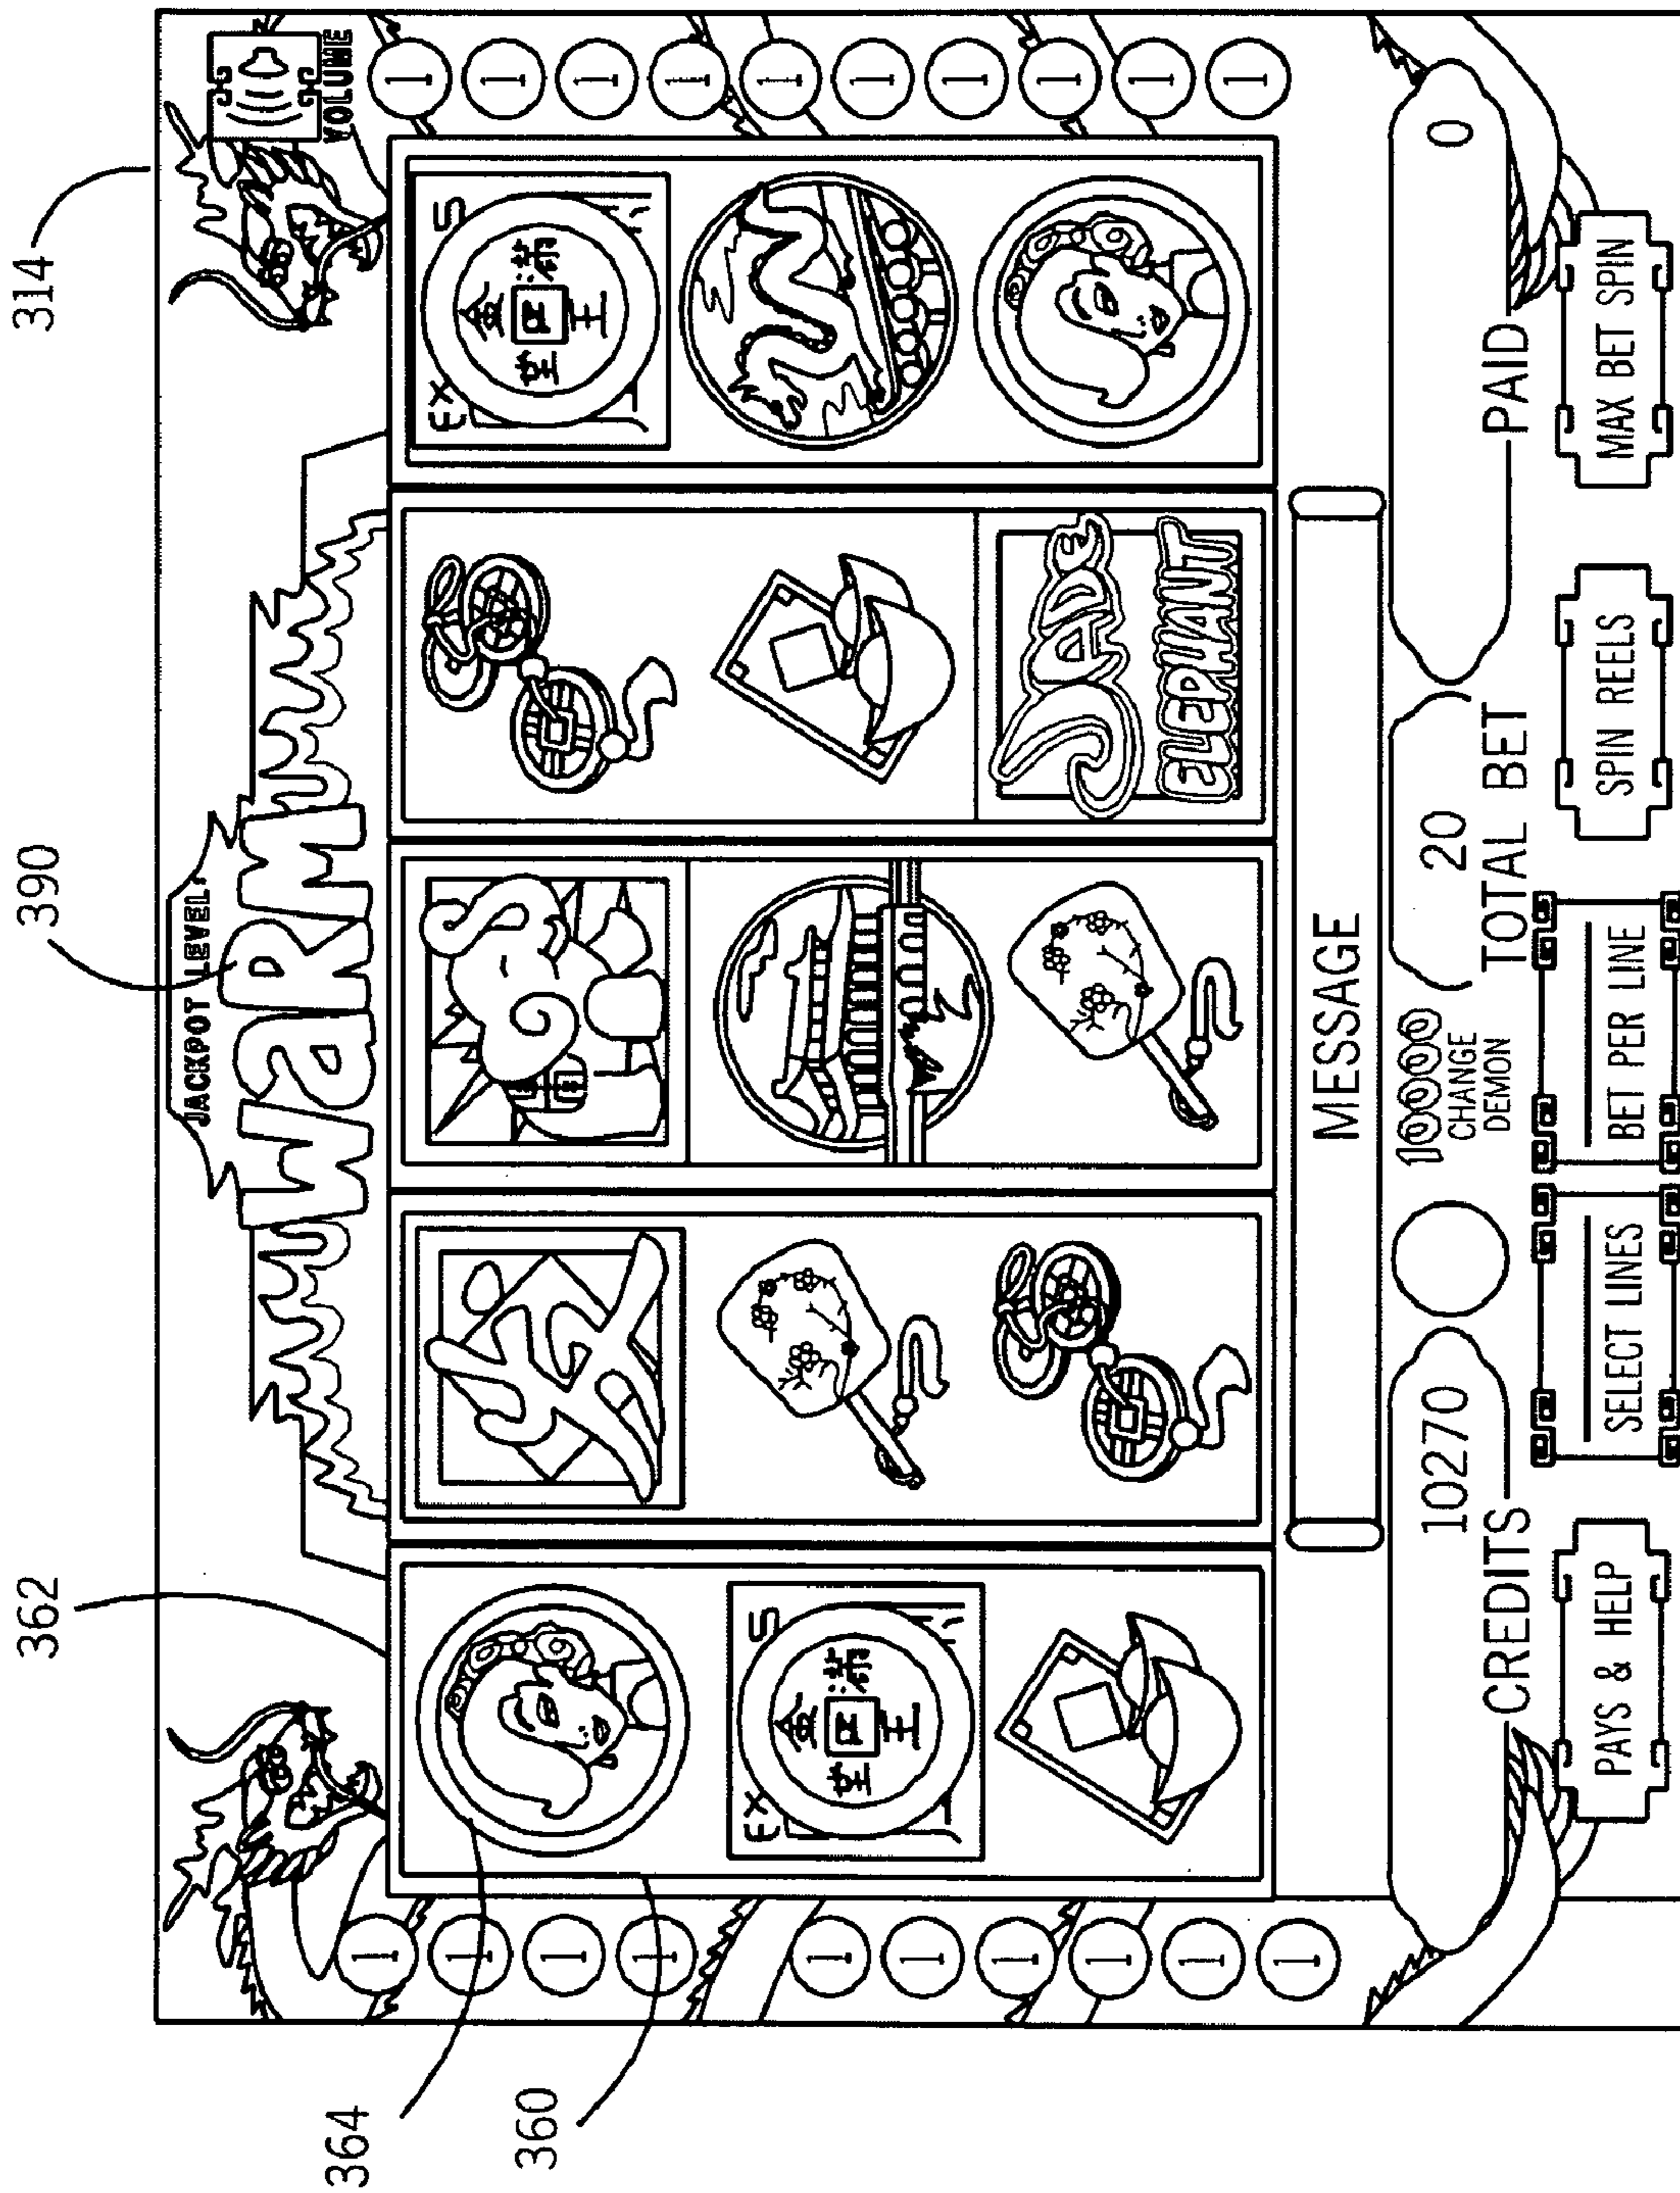 362
390
314
JACKPOT LEVEL:
WaRM
VOLUME
364
360
1
1
1
1
1
1
1
1
1
1
EX S
EX S
JADE
ELEPHANT
1
1
1
1
1
1
1
1
1
1
MESSAGE
10270
CREDITS
10000
CHANGE
DEMON
20
TOTAL BET
0
PAID
PAYS & HELP
SELECT LINES
BET PER LINE
SPIN REELS
MAX BET SPIN